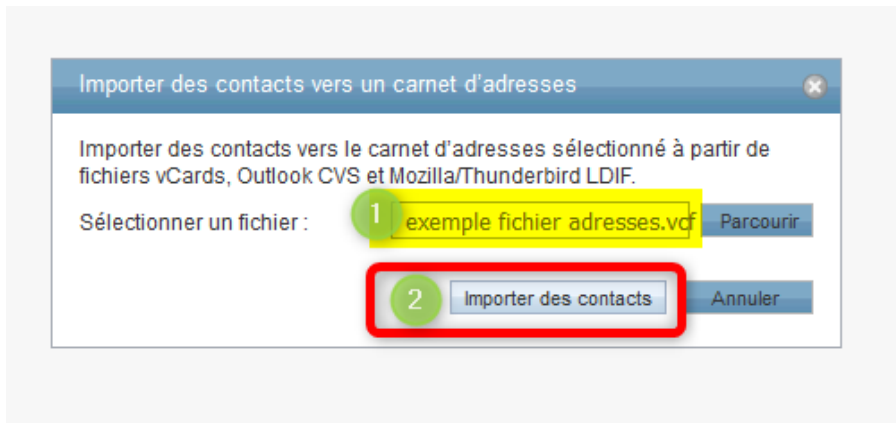 Importer des contacts vers un carnet d'adresses
Importer des contacts vers le carnet d'adresses sélectionné à partir de
fichiers vCards, Outlook CVS et Mozilla/Thunderbird LDIF.
Sélectionner un fichier : 1 exemple fichier adresses.vcf Parcourir
2 Importer des contacts Annuler